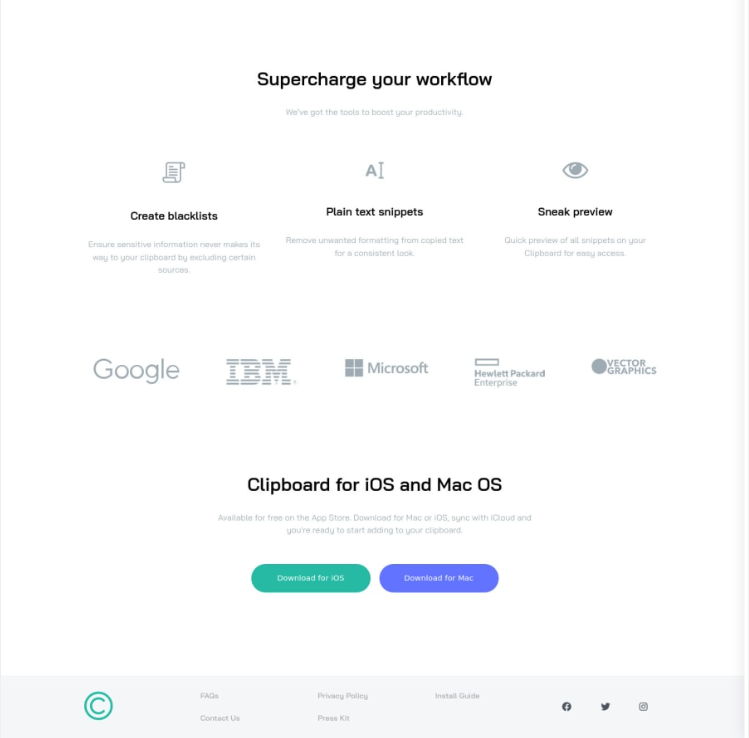 Supercharge your workflow
We've got the tools to boost your productivity.
A
Create blacklists
Ensure sensitive information never makes its
way to your clipboard by excluding certain
sources.
Plain text snippets
Remove unwanted formatting from copied text
for a consistent look.
Sneak preview
Quick preview of all snippets on your
Clipboard for easy access.
Google
IBM®
Microsoft
Hewlett Packard
Enterprise
VECTOR
GRAPHICS
Clipboard for iOS and Mac OS
Available for free on the App Store. Download for Mac or iOS, sync with iCloud and
you're ready to start adding to your clipboard.
Download for iOS
Download for Mac
FAQs
Contact Us
Privacy Policy
Press Kit
Install Guide